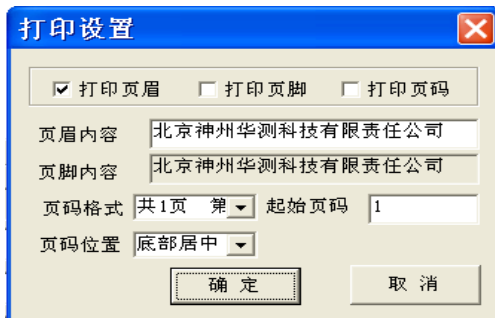 打印设置
打印页眉 打印页脚 打印页码
页眉内容 北京神州华测科技有限责任公司
页脚内容 北京神州华测科技有限责任公司
页码格式 共1页 第 起始页码 1
页码位置 底部居中
确定 取消